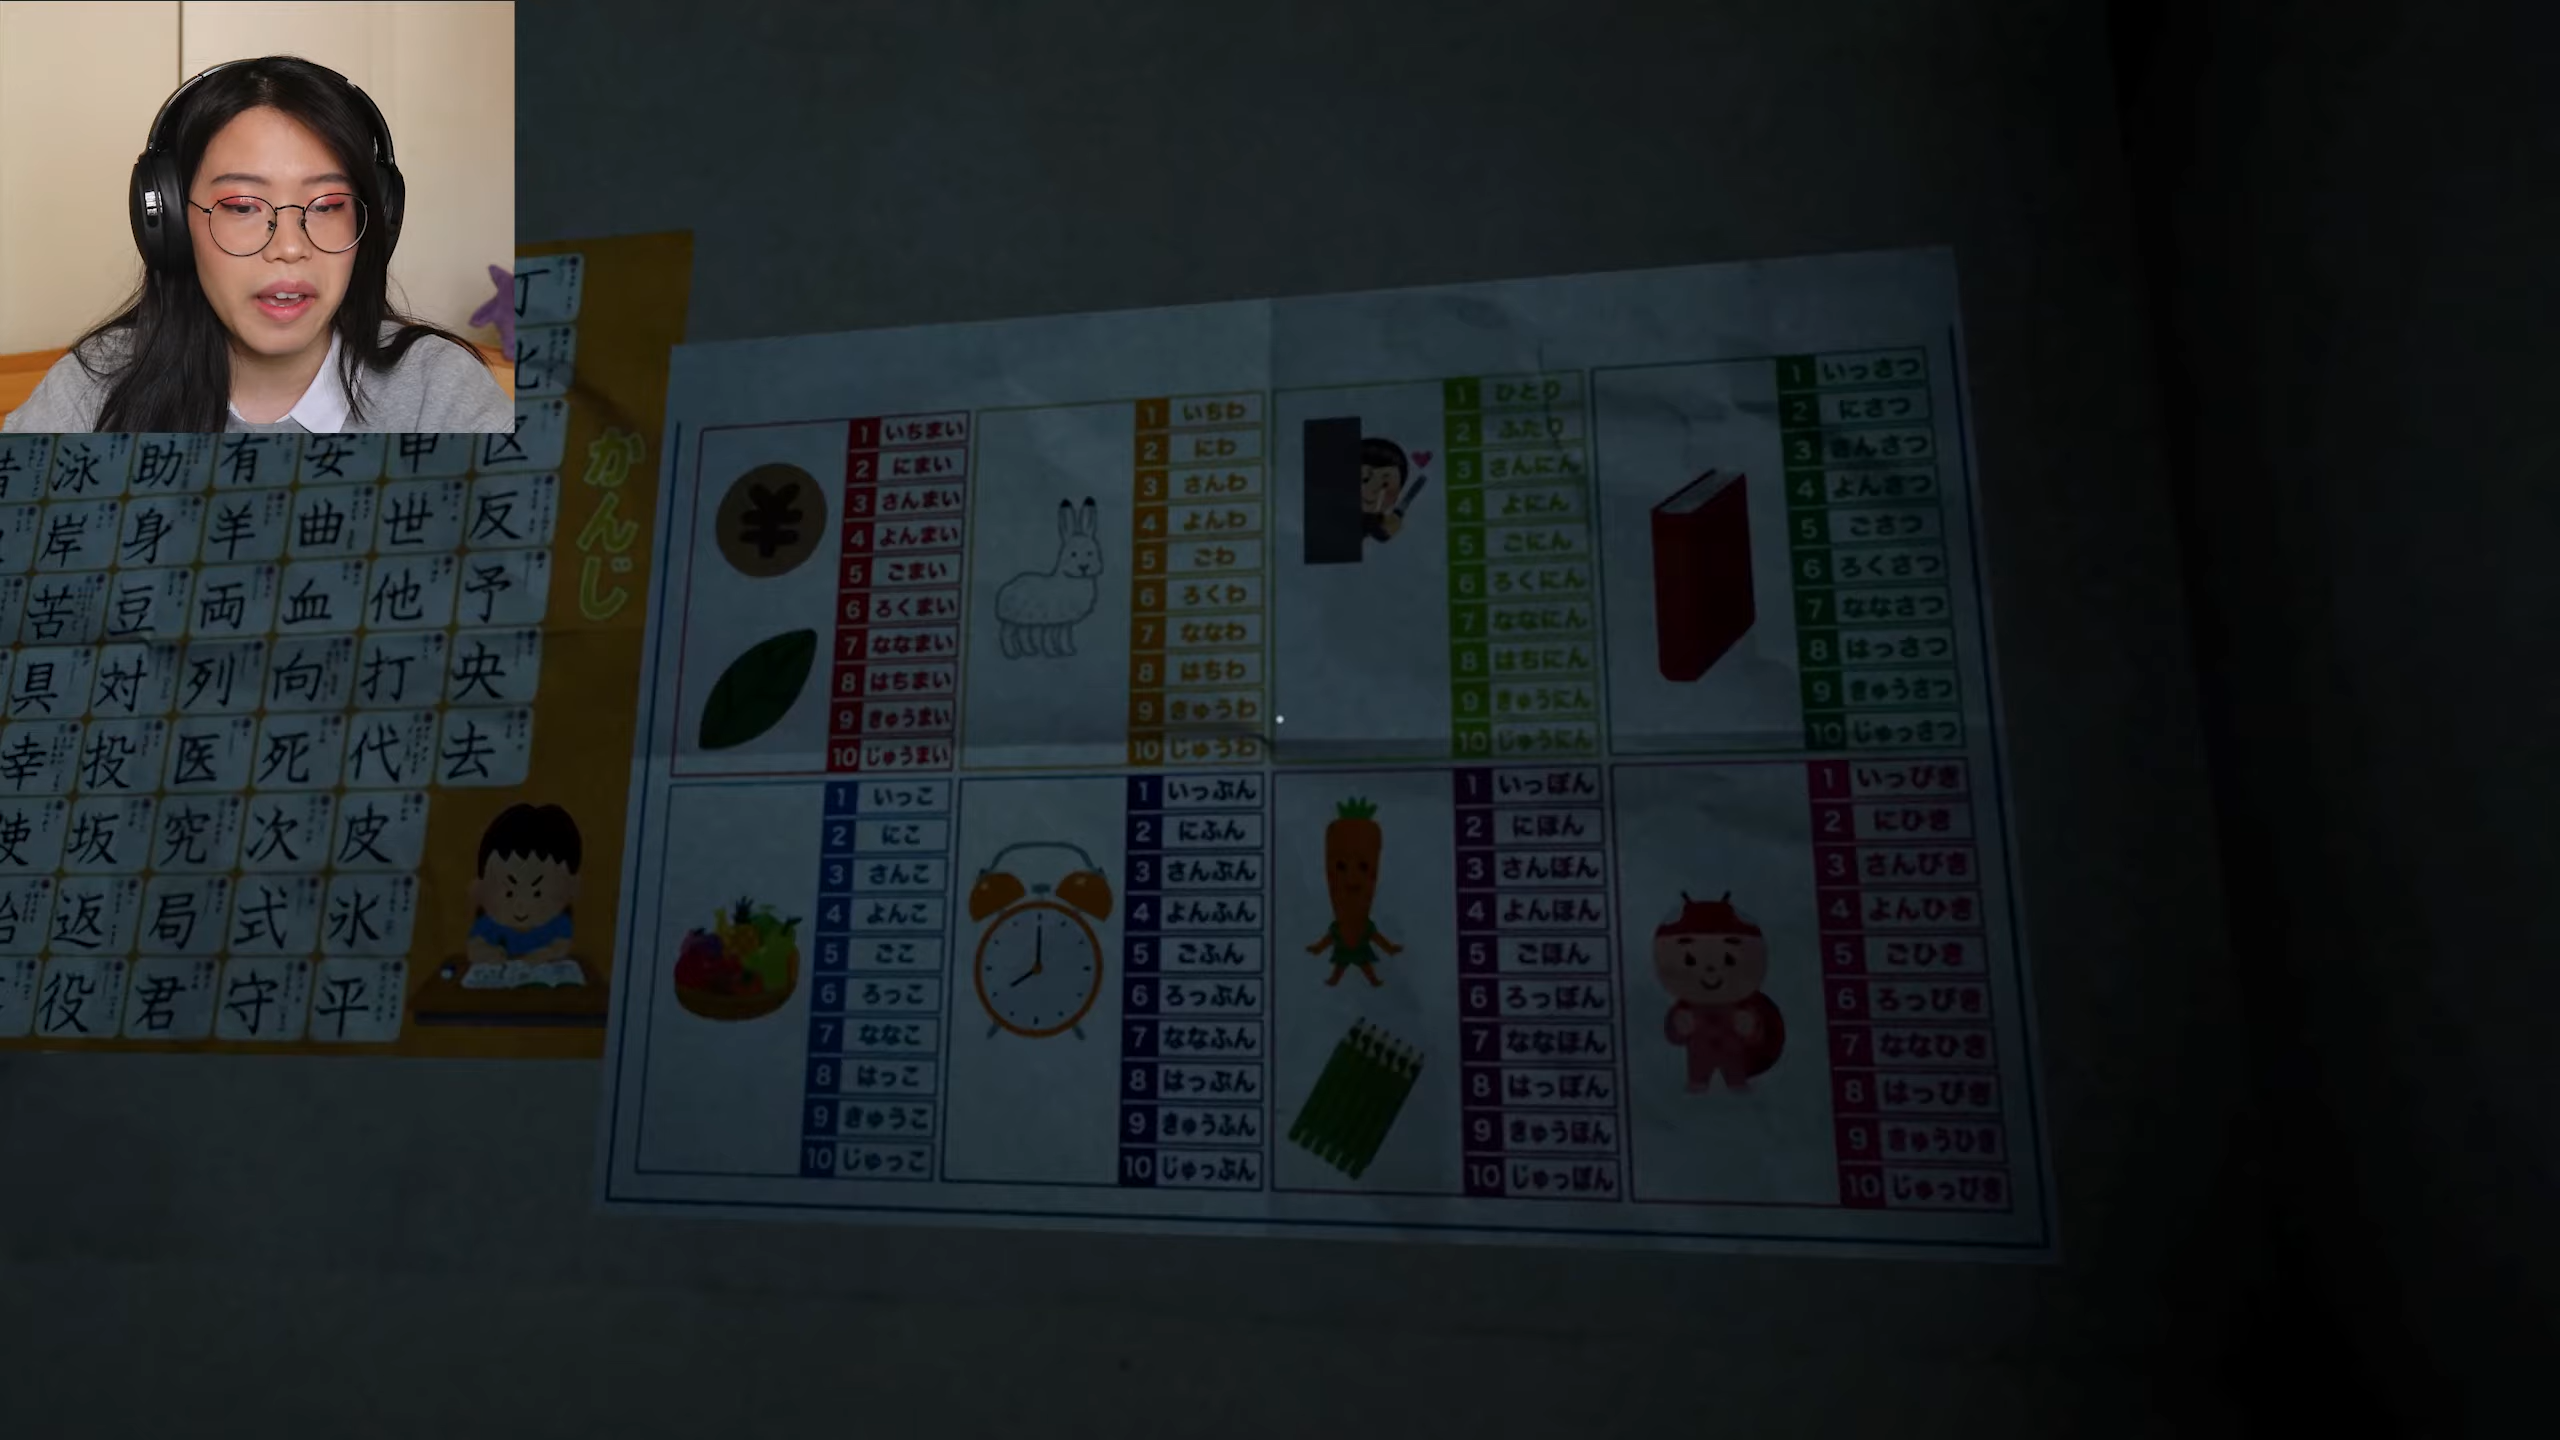 丁
北
昔 泳 助 有 安 申 区
岸 身 羊 曲 世 反
苦 豆 両 血 他 予
具 対 列 向 打 央
幸 投 医 死 代 去
使 坂 究 次 皮
始 返 局 式 氷
役 君 守 平
かんじ
1 いちまい
2 にまい
3 さんまい
4 よんまい
5 ごまい
6 ろくまい
7 ななまい
8 はちまい
9 きゅうまい
10 じゅうまい
1 いちわ
2 にわ
3 さんわ
4 よんわ
5 ごわ
6 ろくわ
7 ななわ
8 はちわ
9 きゅうわ
10 じゅうわ
1 ひとり
2 ふたり
3 さんにん
4 よにん
5 ごにん
6 ろくにん
7 ななにん
8 はちにん
9 きゅうにん
10 じゅうにん
1 いっさつ
2 にさつ
3 さんさつ
4 よんさつ
5 ごさつ
6 ろくさつ
7 ななさつ
8 はっさつ
9 きゅうさつ
10 じゅっさつ
1 いっこ
2 にこ
3 さんこ
4 よんこ
5 ごこ
6 ろっこ
7 ななこ
8 はっこ
9 きゅうこ
10 じゅっこ
1 いっぷん
2 にふん
3 さんぷん
4 よんふん
5 ごふん
6 ろっぷん
7 ななふん
8 はっぷん
9 きゅうふん
10 じゅっぷん
1 いっぽん
2 にほん
3 さんぼん
4 よんほん
5 ごほん
6 ろっぽん
7 ななほん
8 はっぽん
9 きゅうほん
10 じゅっぽん
1 いっぴき
2 にひき
3 さんびき
4 よんひき
5 ごひき
6 ろっぴき
7 ななひき
8 はっぴき
9 きゅうひき
10 じゅっぴき